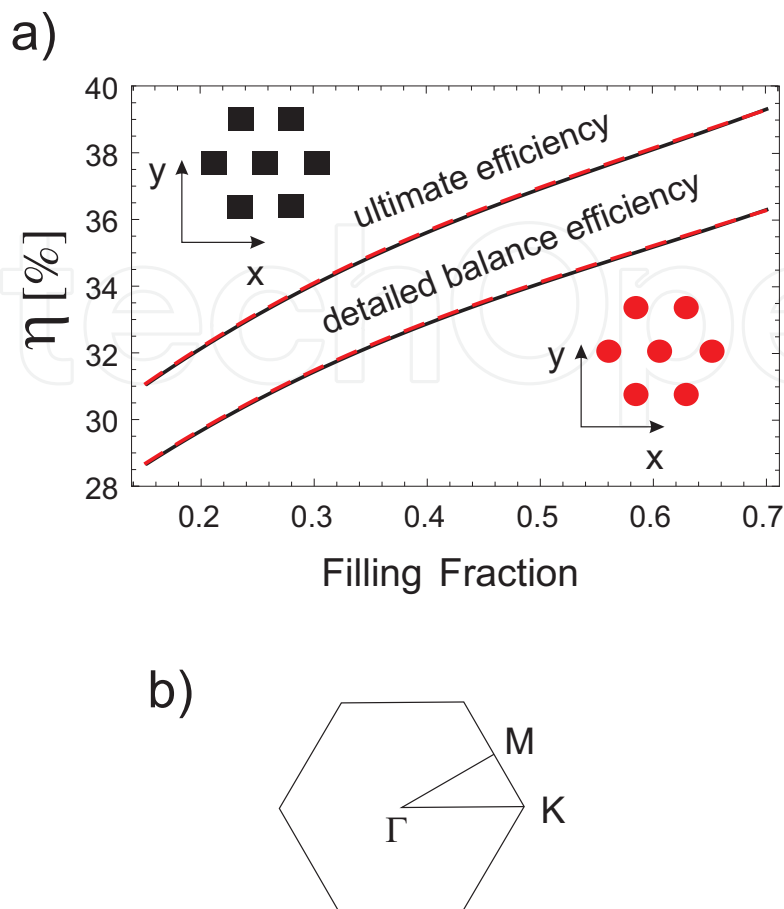 a)
40
38
36
34
32
30
28
η [%]
ultimate efficiency
detailed balance efficiency
y
x
y
x
0.2 0.3 0.4 0.5 0.6 0.7
Filling Fraction
b)
M
Γ
K